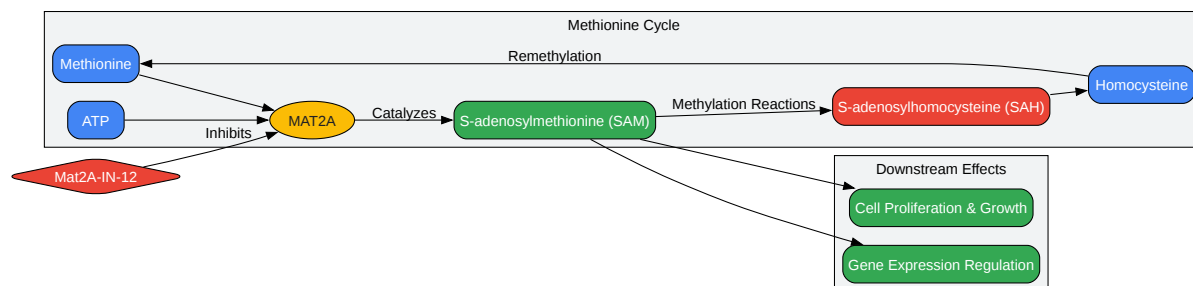 Methionine Cycle
Remethylation
Methionine
Homocysteine
Methylation Reactions
S-adenosylhomocysteine (SAH)
ATP
MAT2A
Catalyzes
S-adenosylmethionine (SAM)
Inhibits
Mat2A-IN-12
Downstream Effects
Cell Proliferation & Growth
Gene Expression Regulation